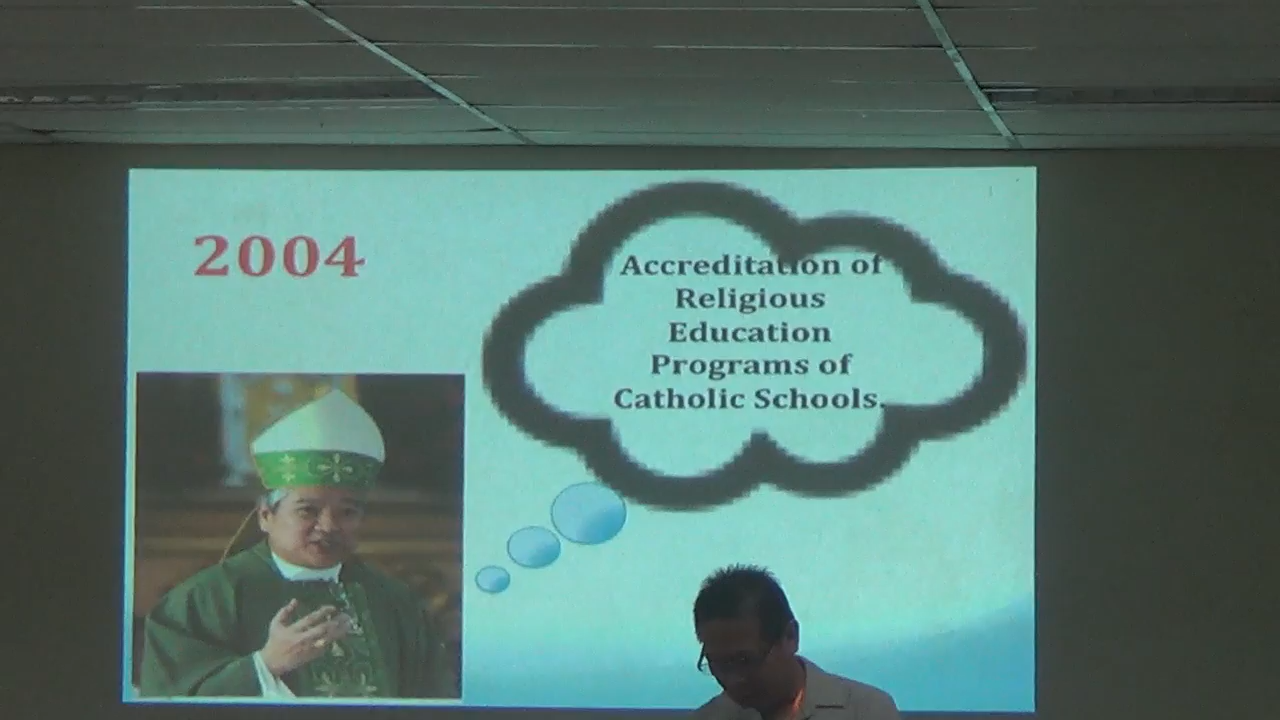 2004
Accreditation of
Religious
Education
Programs of
Catholic Schools.